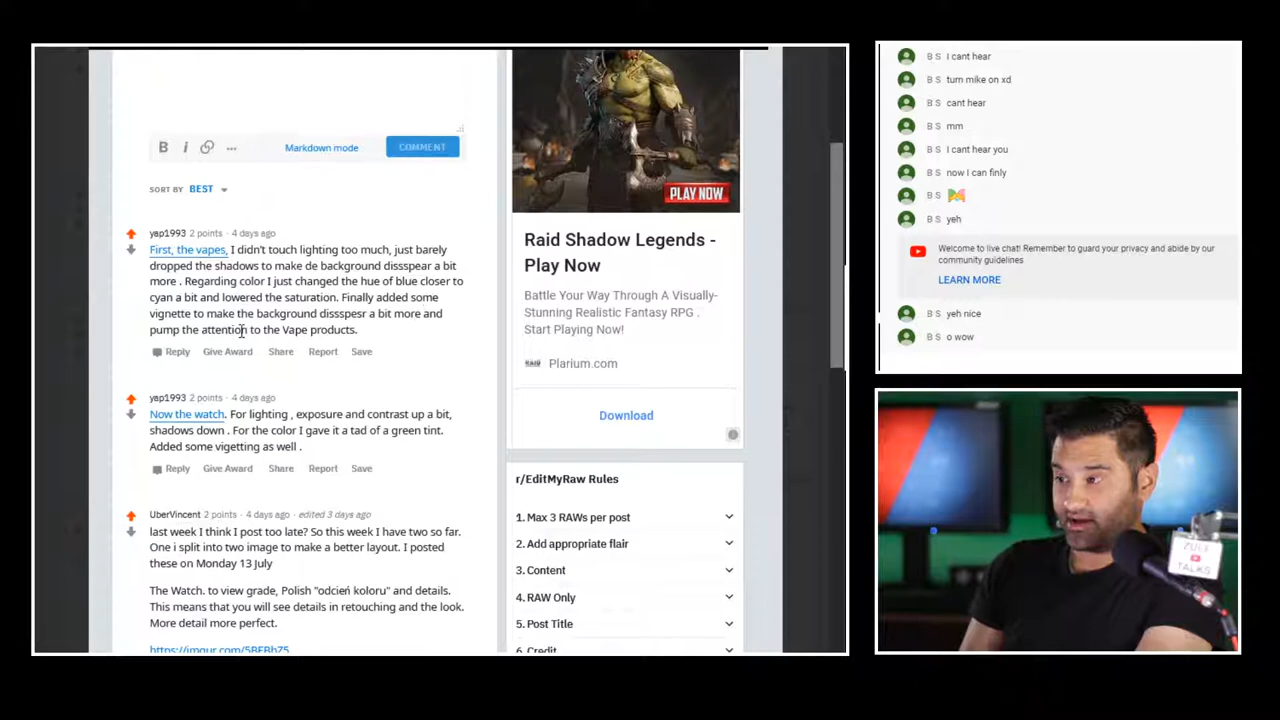 B i
Markdown mode
COMMENT
SORT BY BEST
yap1993 2 points · 4 days ago
First, the vapes, I didn't touch lighting too much, just barely
dropped the shadows to make de background dissspear a bit
more . Regarding color I just changed the hue of blue closer to
cyan a bit and lowered the saturation. Finally added some
vignette to make the background dissspesr a bit more and
pump the attention to the Vape products.
Reply Give Award Share Report Save
yap1993 2 points · 4 days ago
Now the watch. For lighting , exposure and contrast up a bit,
shadows down . For the color I gave it a tad of a green tint.
Added some vigetting as well .
Reply Give Award Share Report Save
UberVincent 2 points · 4 days ago · edited 3 days ago
last week I think I post too late? So this week I have two so far.
One i split into two image to make a better layout. I posted
these on Monday 13 July
The Watch. to view grade, Polish "odcień koloru" and details.
This means that you will see details in retouching and the look.
More detail more perfect.
PLAY NOW
Raid Shadow Legends -
Play Now
Battle Your Way Through A Visually-
Stunning Realistic Fantasy RPG .
Start Playing Now!
RAID Plarium.com
Download
r/EditMyRaw Rules
1. Max 3 RAWs per post
2. Add appropriate flair
3. Content
4. RAW Only
5. Post Title
6. Credit
B S I cant hear
B S turn mike on xd
B S cant hear
B S mm
B S I cant hear you
B S now I can finly
B S
B S yeh
Welcome to live chat! Remember to guard your privacy and abide by our
community guidelines
LEARN MORE
B S yeh nice
B S o wow
ZULF
TALKS